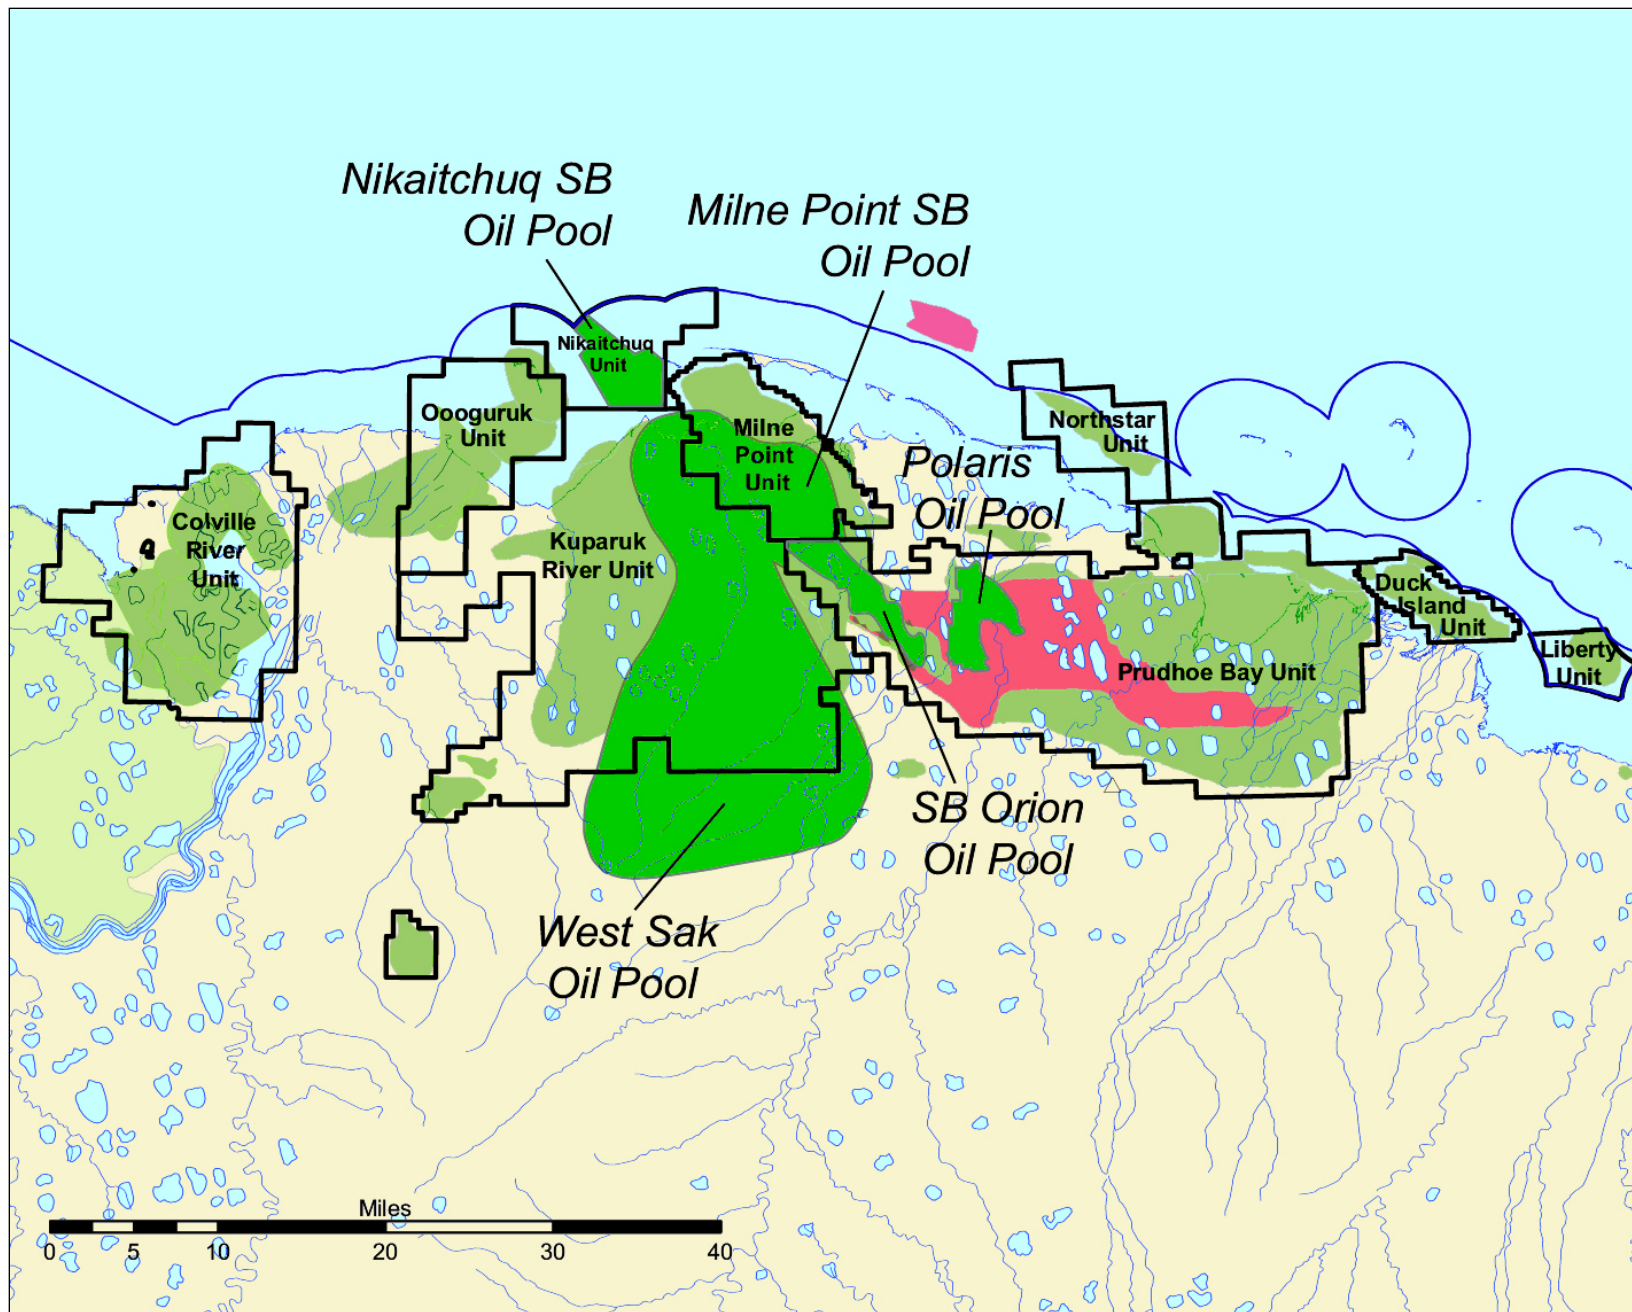 Nikaitchuq SB
Oil Pool
Milne Point SB
Oil Pool
Nikaitchuq
Unit
Oooguruk
Unit
Milne
Point
Unit
Northstar
Unit
Polaris
Oil Pool
Colville
River
Unit
Kuparuk
River Unit
Duck
Island
Unit
Liberty
Unit
Prudhoe Bay Unit
SB Orion
Oil Pool
West Sak
Oil Pool
Miles
0 5 10 20 30 40